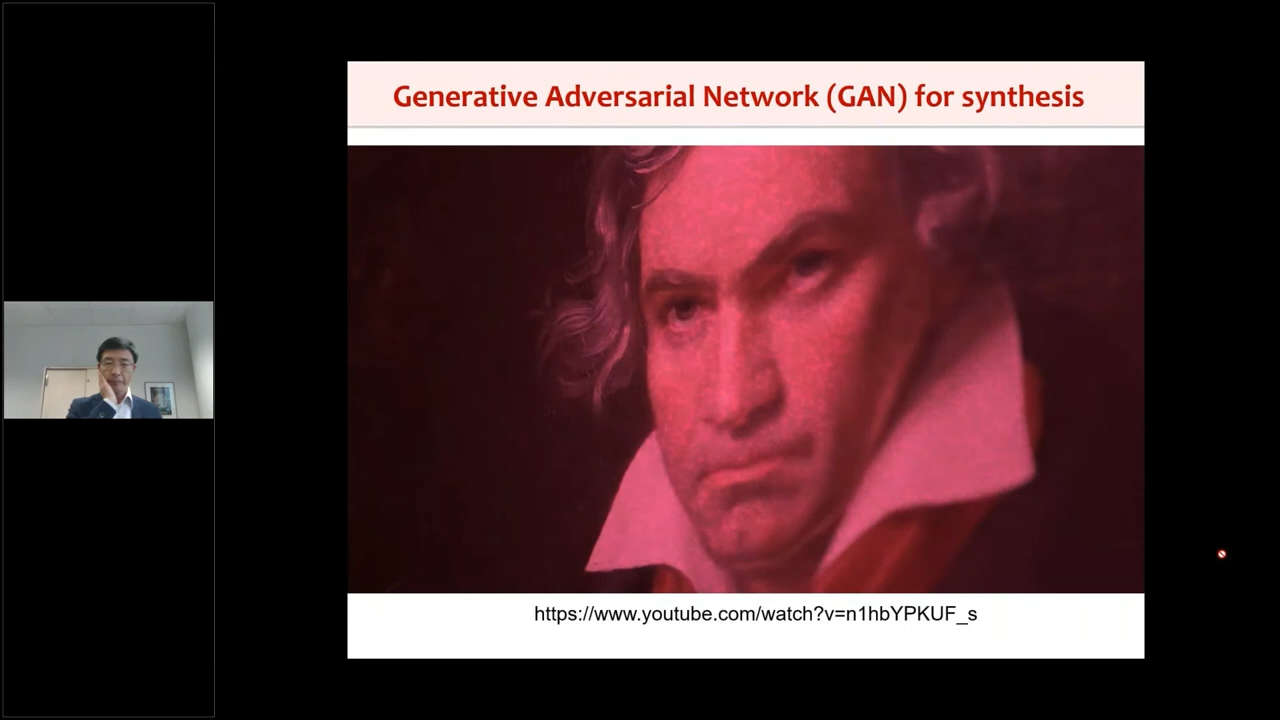 Generative Adversarial Network (GAN) for synthesis
https://www.youtube.com/watch?v=n1hbYPKUF_s